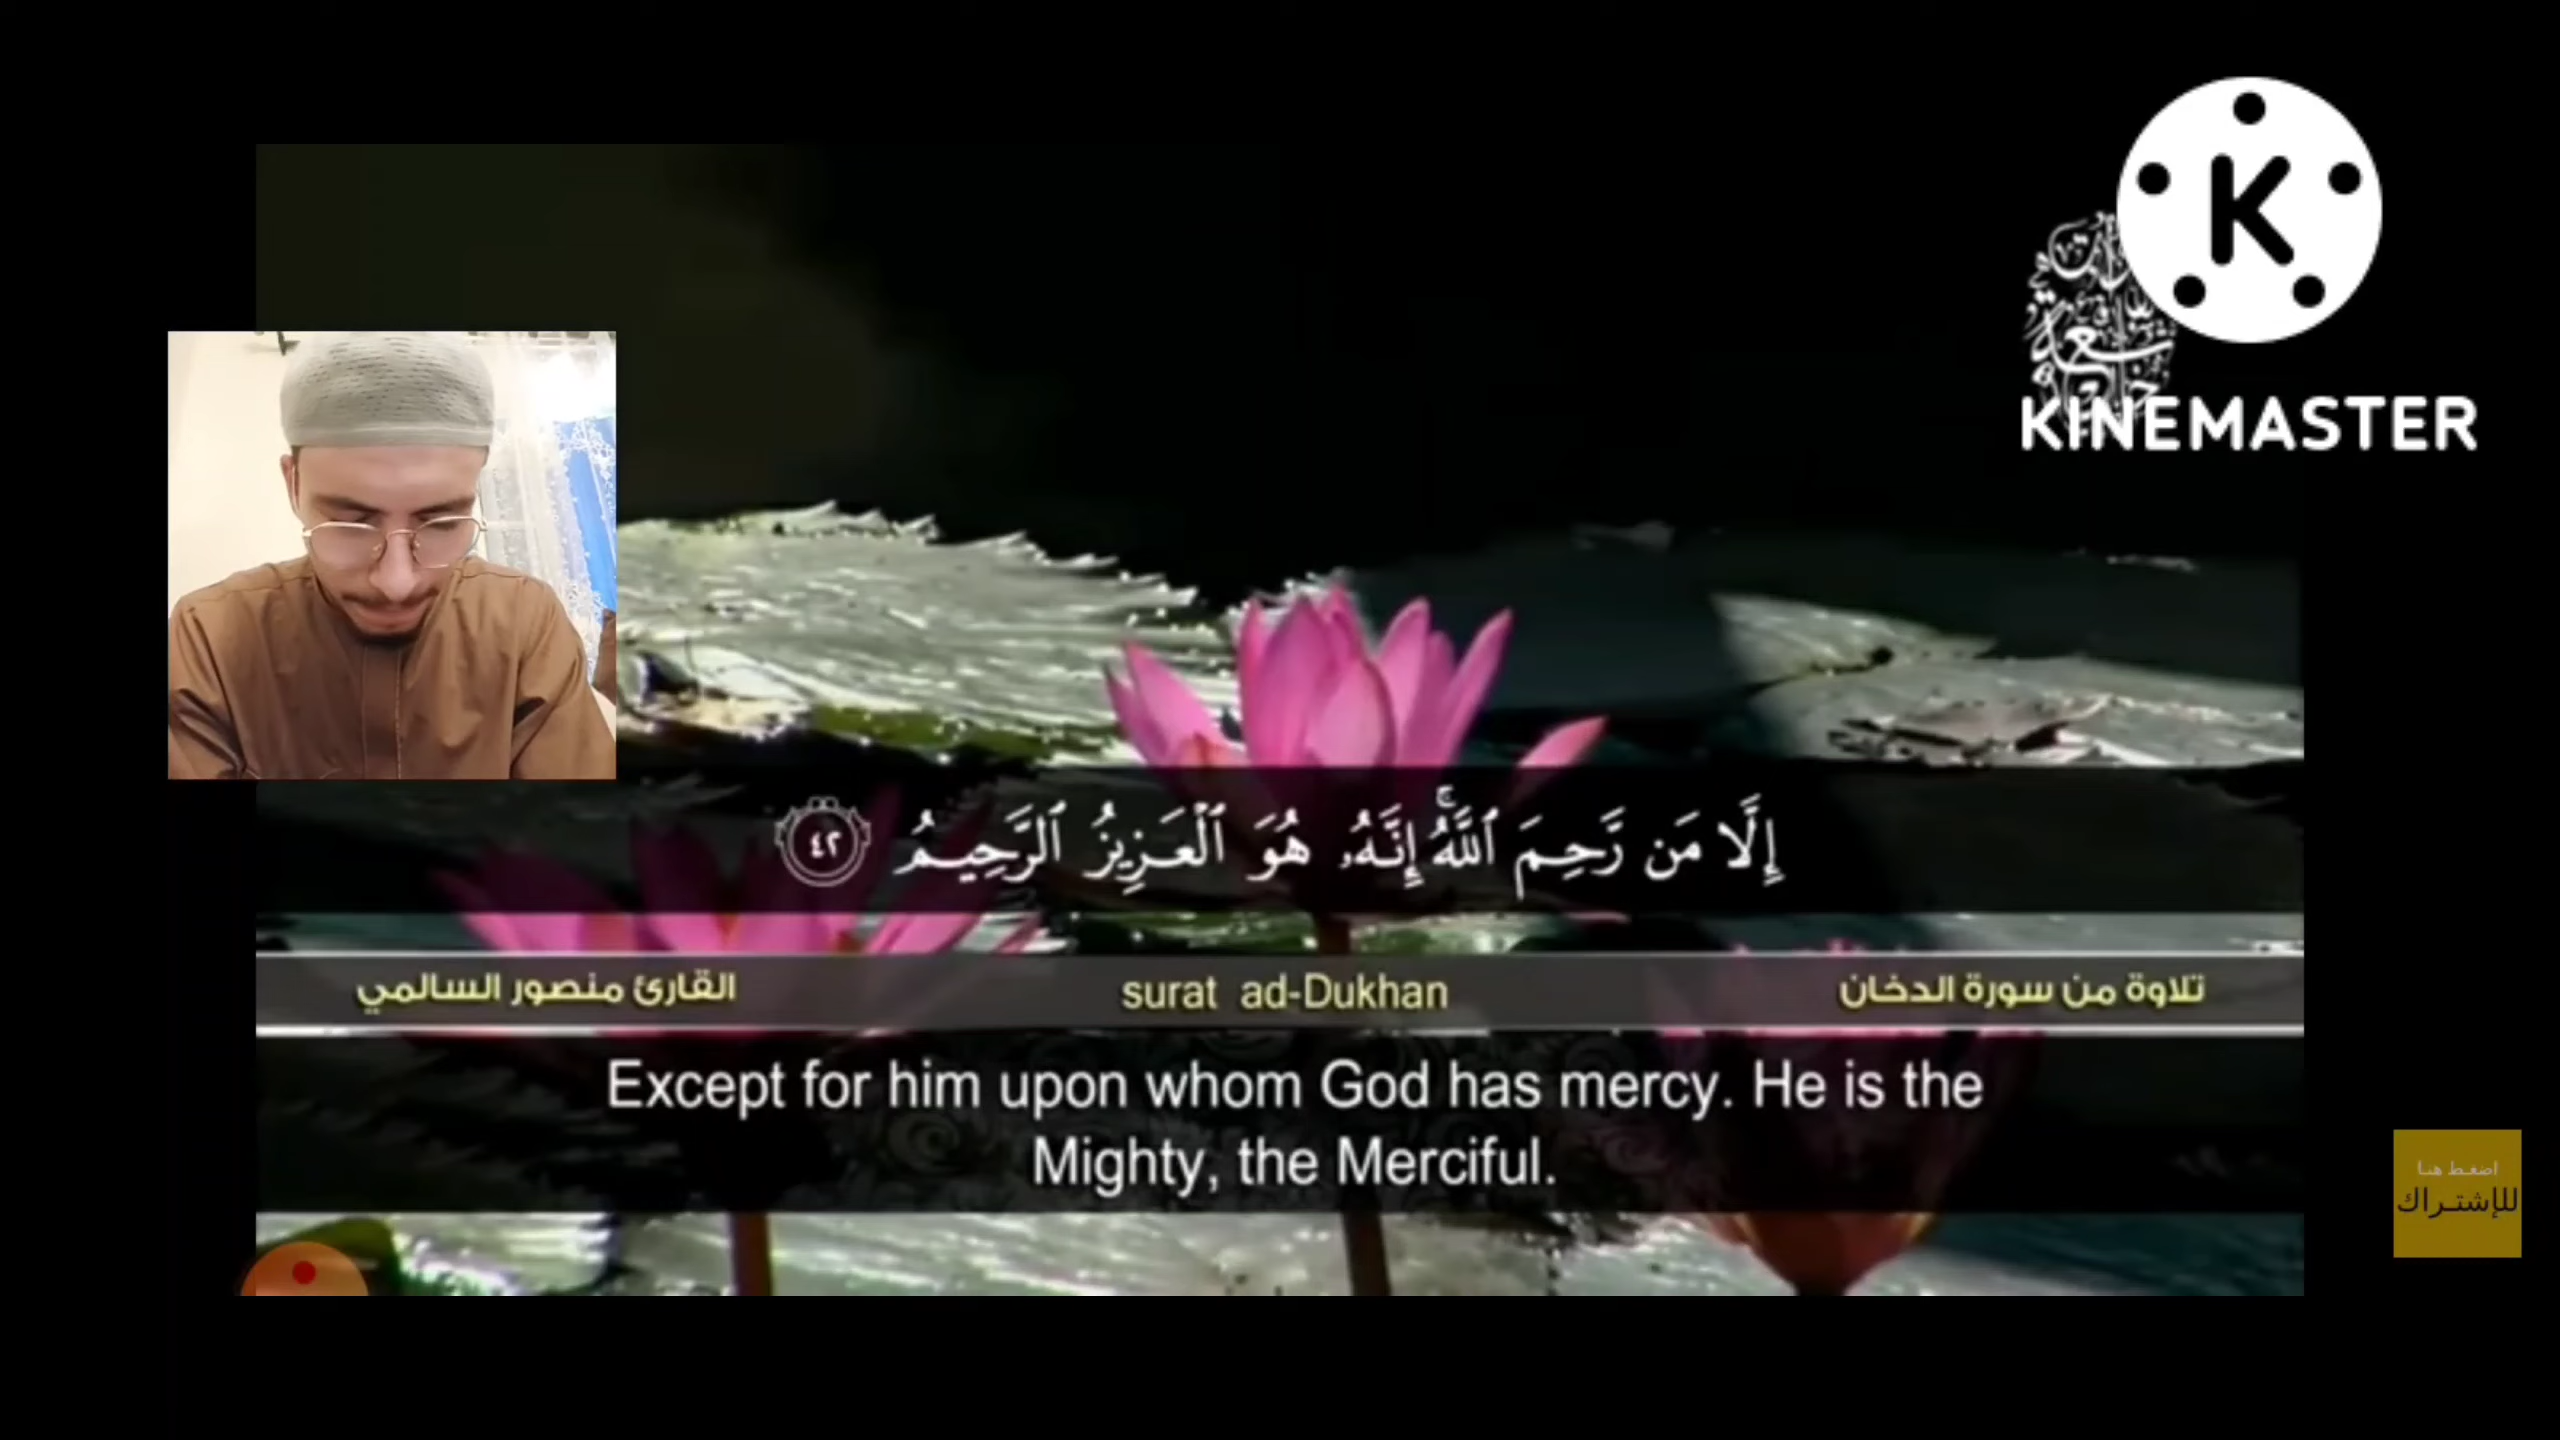 K
KINEMASTER
إِلَّا مَن رَّحِمَ ٱللَّهُ ۚ إِنَّهُۥ هُوَ ٱلْعَزِيزُ ٱلرَّحِيمُ ٤٢
تلاوة من سورة الدخان surat ad-Dukhan القارئ منصور السالمي
Except for him upon whom God has mercy. He is the
Mighty, the Merciful.
اضغط هنا
للإشتراك